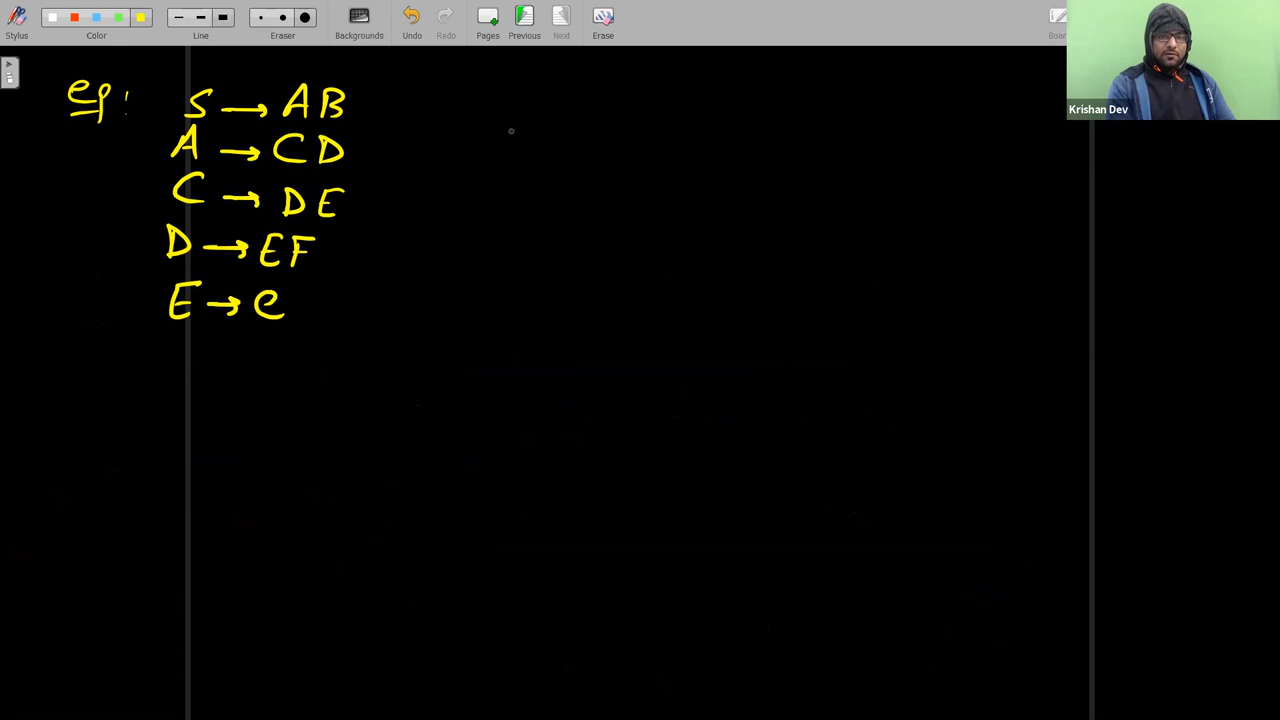 Stylus Color Line Eraser Backgrounds Undo Redo Pages Previous Next Erase
Krishan Dev
eg: S → AB
A → CD
C → DE
D → EF
E → e